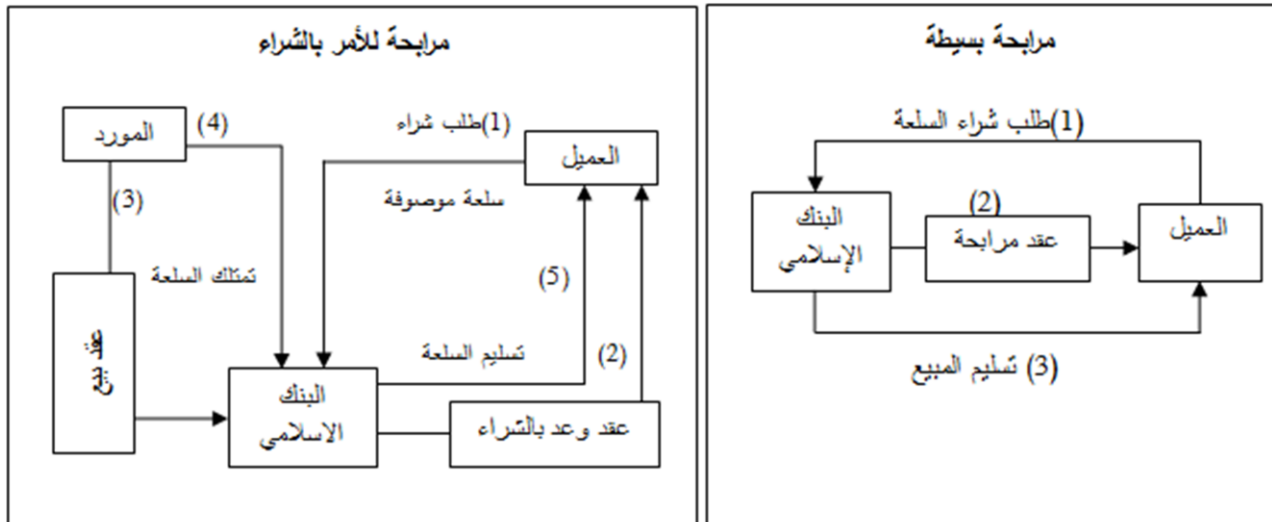 مرابحة بسيطة
(1)طلب شراء السلعة
البنك
الإسلامي
(2)
عقد مرابحة
العميل
(3) تسليم المبيع
مرابحة للأمر بالشراء
(1)طلب شراء
العميل
سلعة موصوفة
(4)
المورد
(3)
تمتلك السلعة
عقد بيع
(5)
(2)
تسليم السلعة
البنك
الاسلامي
عقد وعد بالشراء